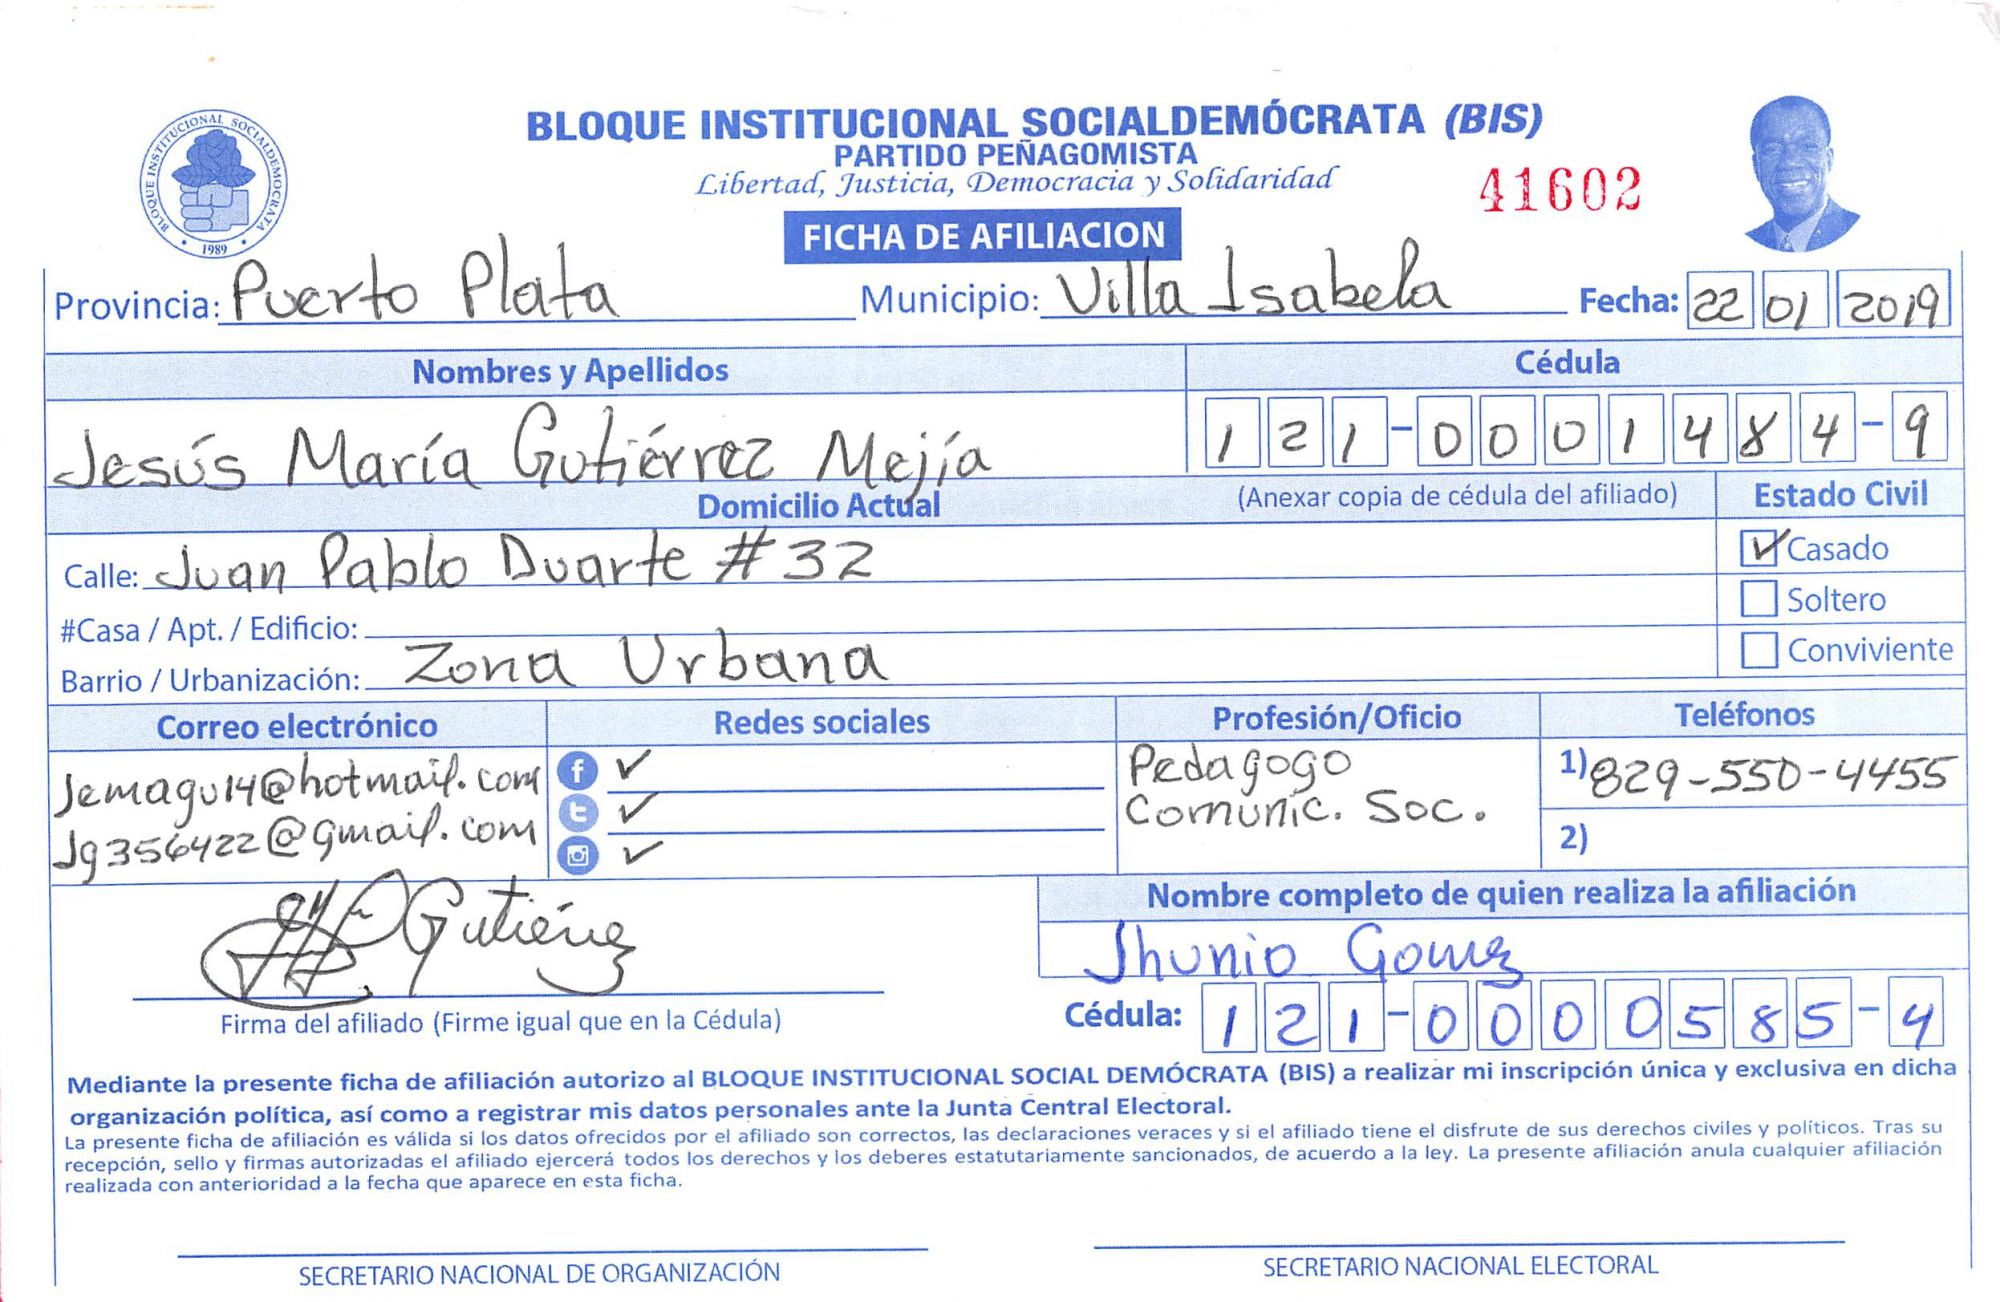 BLOQUE INSTITUCIONAL SOCIALDEMOCRATA
1989
BLOQUE INSTITUCIONAL SOCIALDEMÓCRATA (BIS)
PARTIDO PEÑAGOMISTA
Libertad, Justicia, Democracia y Solidaridad
41602
FICHA DE AFILIACION
Provincia: Puerto Plata Municipio: Villa Isabela Fecha: 22 01 2019
Nombres y Apellidos Cédula
Jesús María Gutiérrez Mejía 121-0001484-9
Domicilio Actual (Anexar copia de cédula del afiliado) Estado Civil
Calle: Juan Pablo Duarte #32 ✓ Casado
Soltero
#Casa / Apt. / Edificio:
Barrio / Urbanización: Zona Urbana Conviviente
Correo electrónico Redes sociales Profesión/Oficio Teléfonos
Jemagu14@hotmail.com ✓ Pedagogo 1) 829-550-4455
Jg356422@gmail.com ✓ Comunic. Soc. 2)
✓
Gutiérrez Nombre completo de quien realiza la afiliación
Jhunio Gomez
Firma del afiliado (Firme igual que en la Cédula) Cédula: 121-0000585-4
Mediante la presente ficha de afiliación autorizo al BLOQUE INSTITUCIONAL SOCIAL DEMÓCRATA (BIS) a realizar mi inscripción única y exclusiva en dicha
organización política, así como a registrar mis datos personales ante la Junta Central Electoral.
La presente ficha de afiliación es válida si los datos ofrecidos por el afiliado son correctos, las declaraciones veraces y si el afiliado tiene el disfrute de sus derechos civiles y políticos. Tras su
recepción, sello y firmas autorizadas el afiliado ejercerá todos los derechos y los deberes estatutariamente sancionados, de acuerdo a la ley. La presente afiliación anula cualquier afiliación
realizada con anterioridad a la fecha que aparece en esta ficha.
SECRETARIO NACIONAL DE ORGANIZACIÓN SECRETARIO NACIONAL ELECTORAL